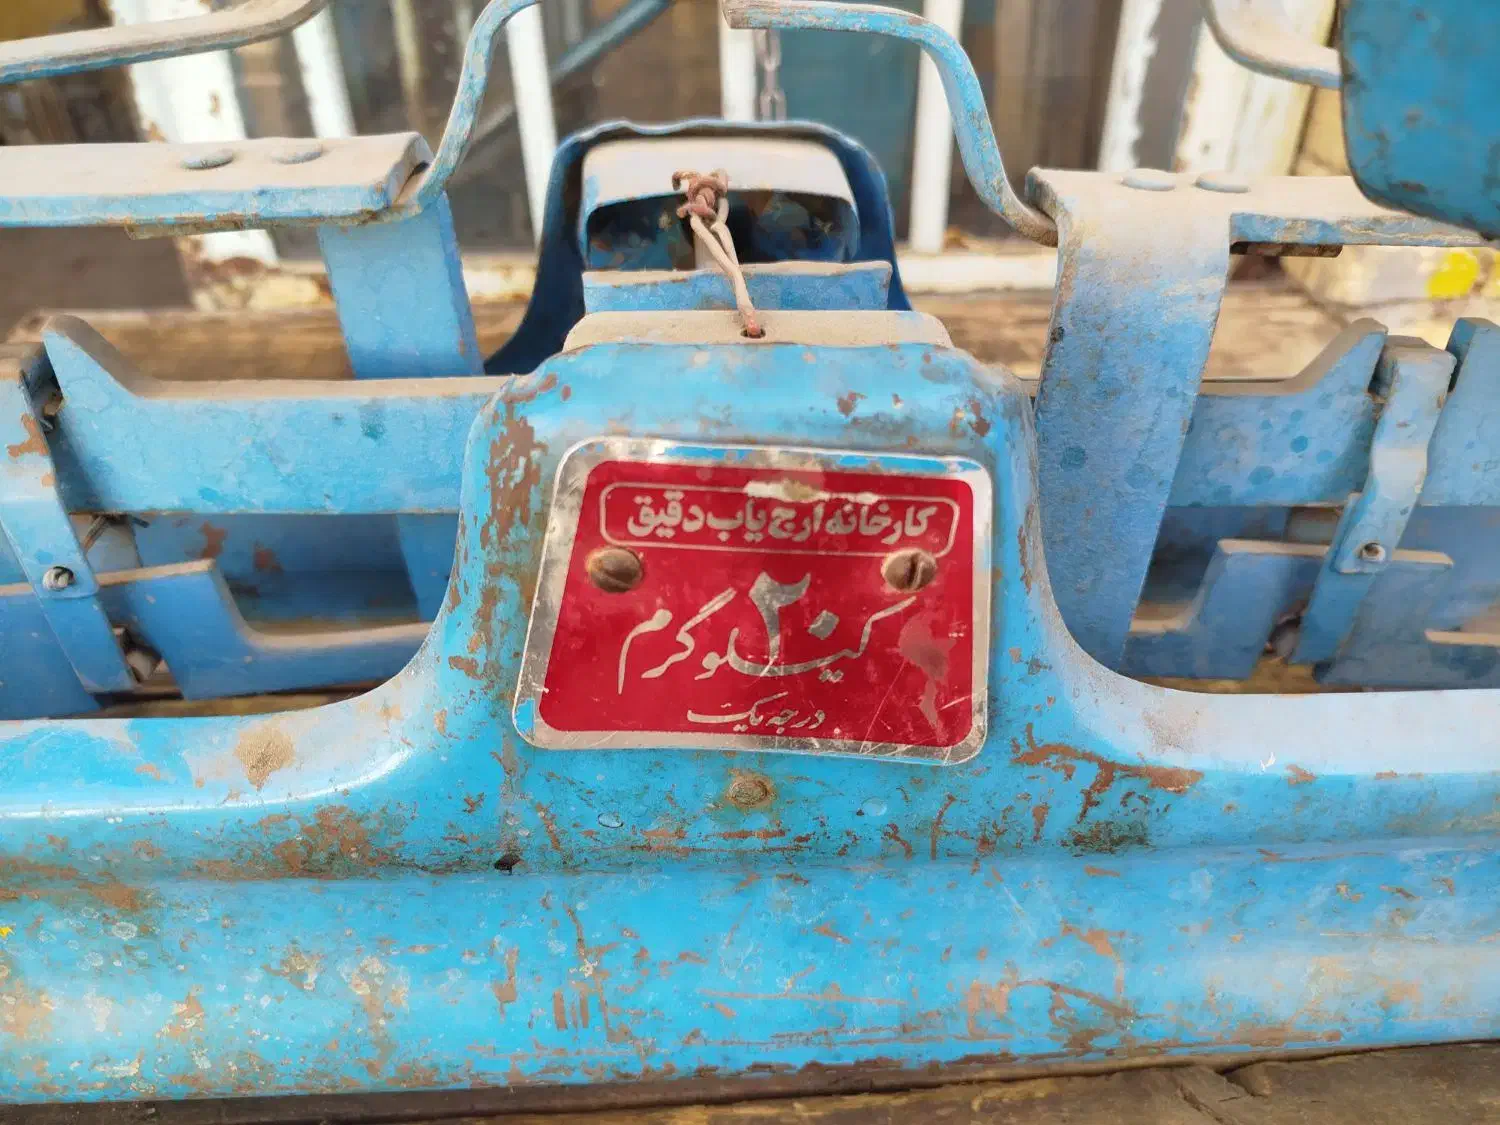 کارخانه ارج یاب دقیق
۲۰
کیلوگرم
درجه یک